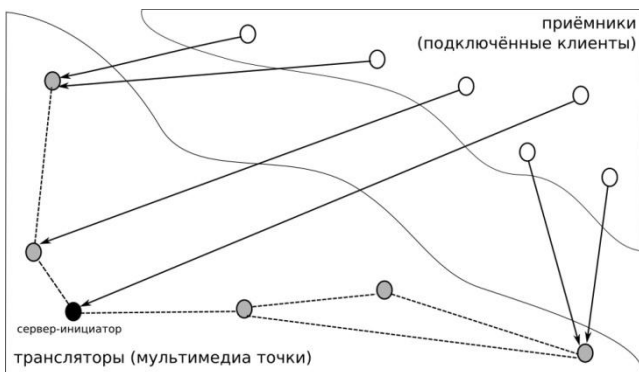 приёмники
(подключённые клиенты)
сервер-инициатор
трансляторы (мультимедиа точки)